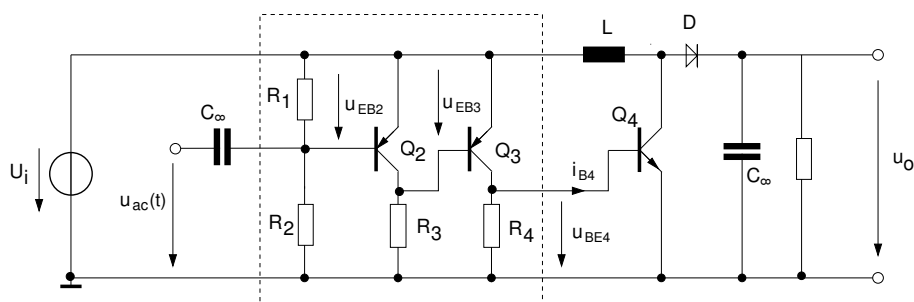 L
D
R1
uEB2
uEB3
C∞
Q2
Q3
Q4
Ui
iB4
C∞
uo
uac(t)
R2
R3
R4
uBE4